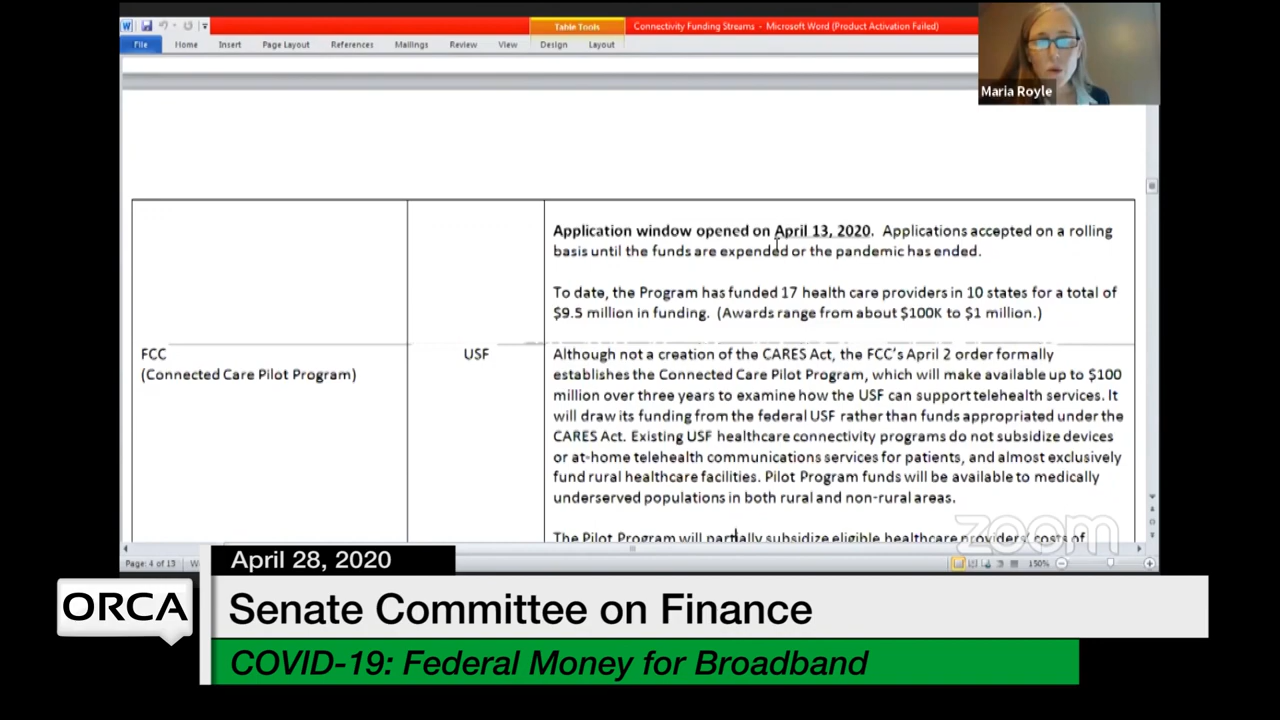 Table Tools
Connectivity Funding Streams - Microsoft Word (Product Activation Failed)
File Home Insert Page Layout References Mailings Review View Design Layout
Maria Royle
Application window opened on April 13, 2020. Applications accepted on a rolling
basis until the funds are expended or the pandemic has ended.
To date, the Program has funded 17 health care providers in 10 states for a total of
$9.5 million in funding. (Awards range from about $100K to $1 million.)
FCC
(Connected Care Pilot Program)
USF
Although not a creation of the CARES Act, the FCC's April 2 order formally
establishes the Connected Care Pilot Program, which will make available up to $100
million over three years to examine how the USF can support telehealth services. It
will draw its funding from the federal USF rather than funds appropriated under the
CARES Act. Existing USF healthcare connectivity programs do not subsidize devices
or at-home telehealth communications services for patients, and almost exclusively
fund rural healthcare facilities. Pilot Program funds will be available to medically
underserved populations in both rural and non-rural areas.
The Pilot Program will partially subsidize eligible healthcare providers' costs of
zoom
Page: 4 of 13
150%
April 28, 2020
ORCA
Senate Committee on Finance
COVID-19: Federal Money for Broadband